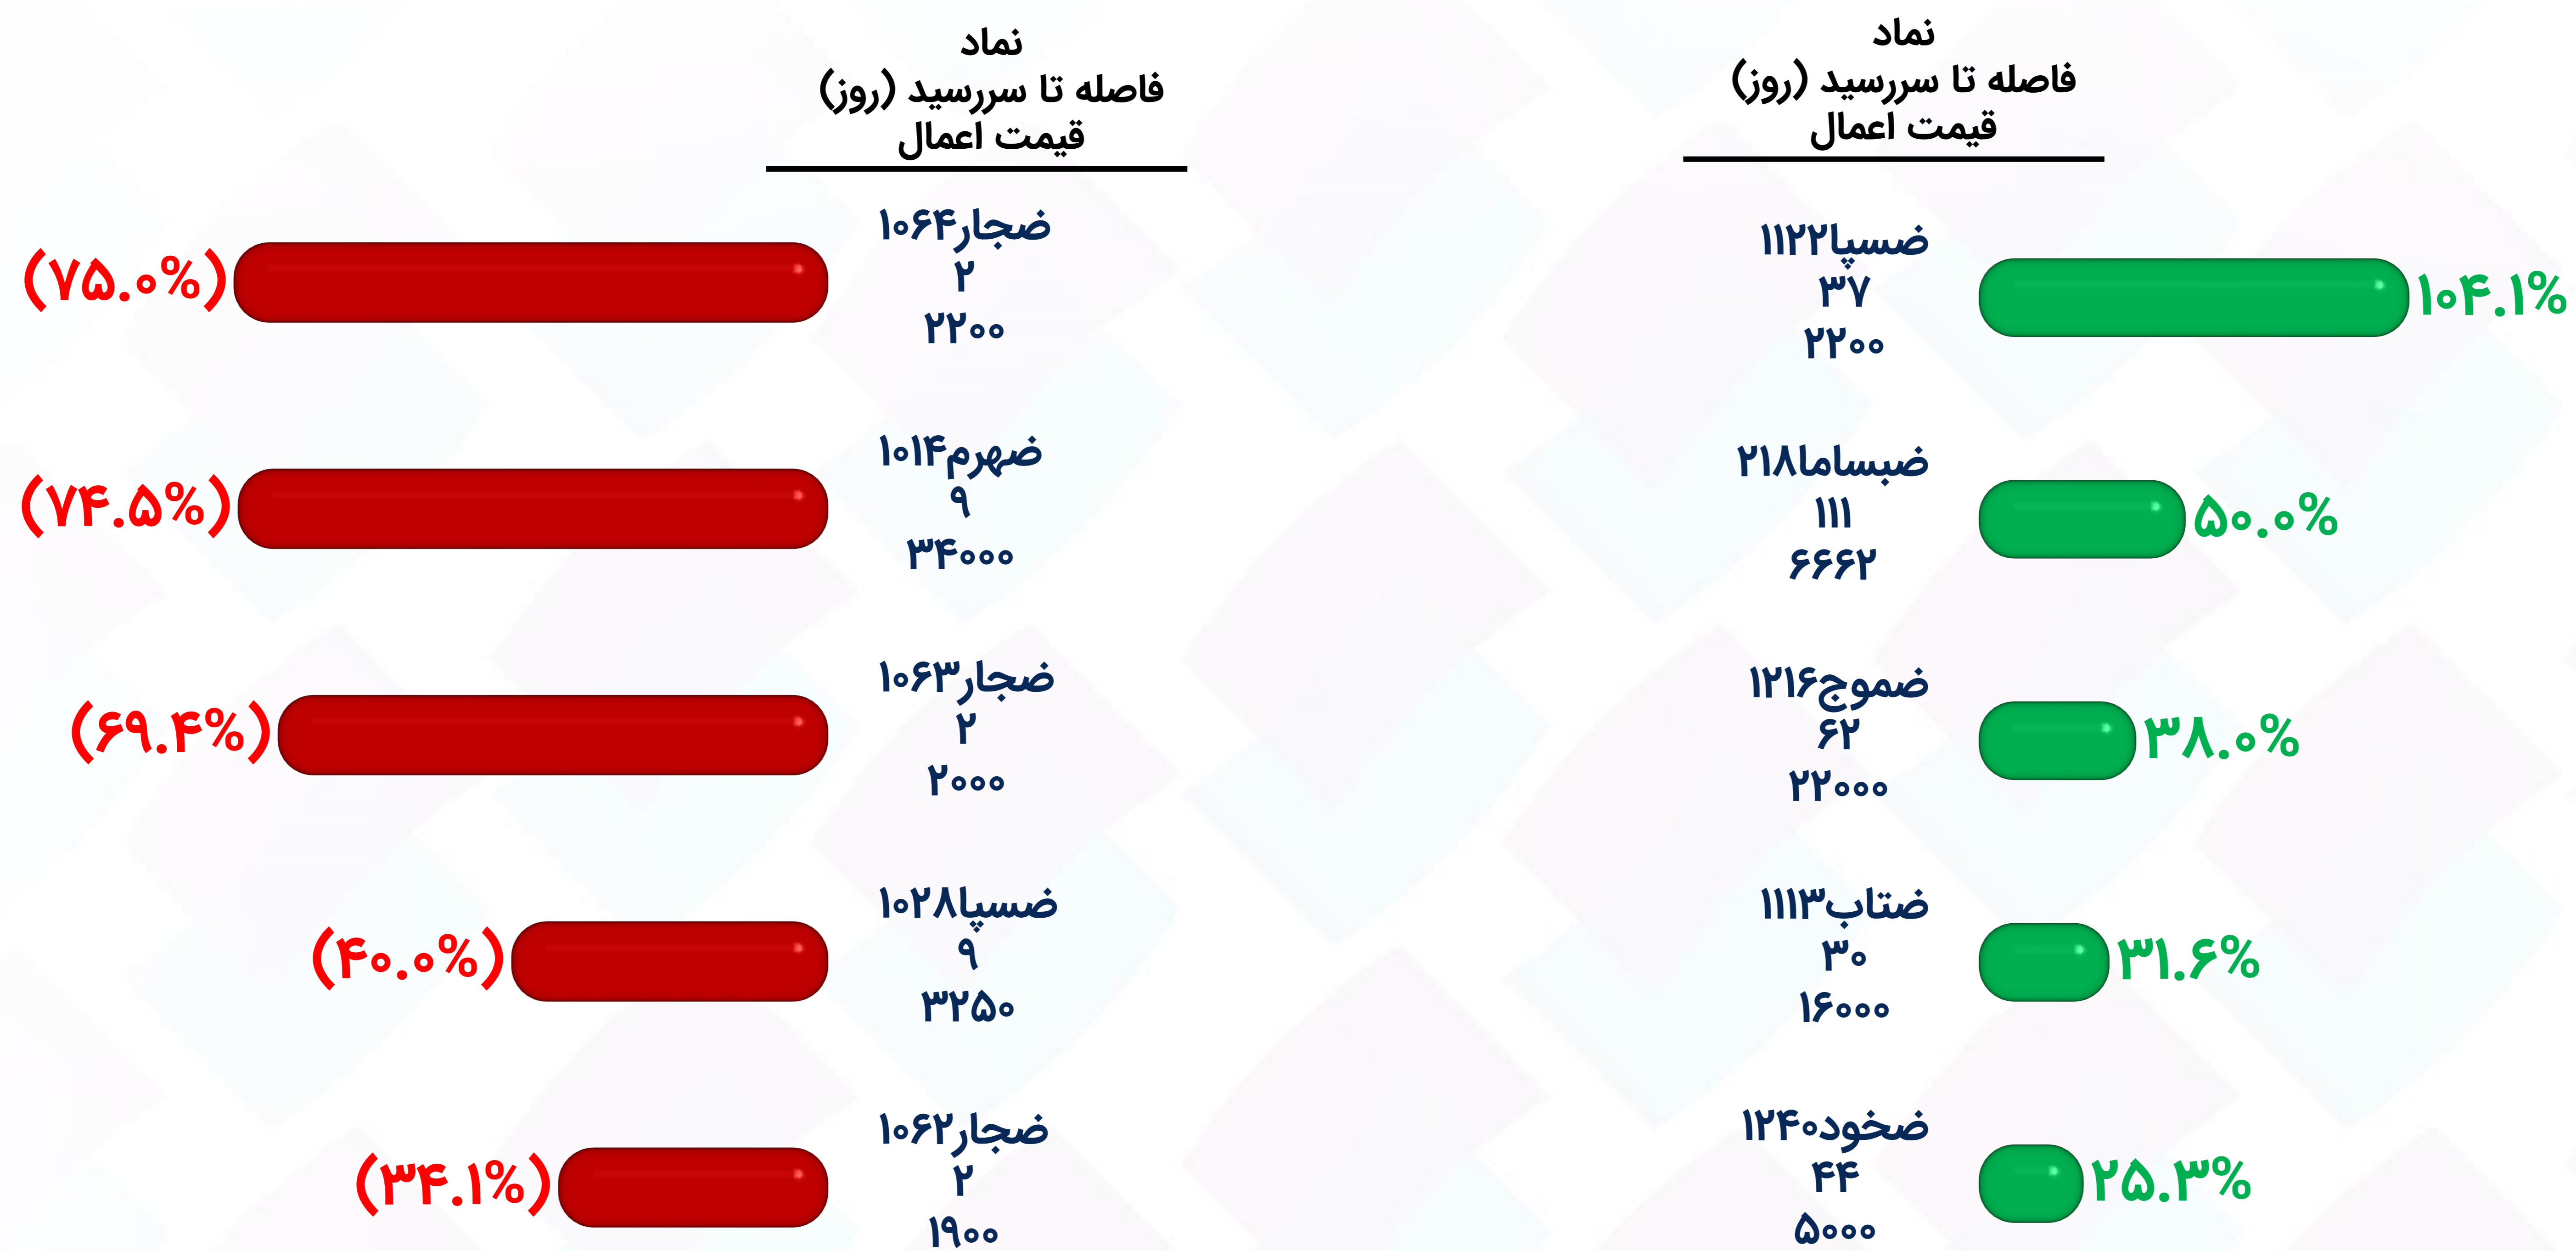 نماد
فاصله تا سررسید (روز)
قیمت اعمال
ضسپا۱۱۲۲
۳۷
۲۲۰۰
۱۰۴.۱%
ضبساما۲۱۸
۱۱۱
۶۶۶۲
۵۰.۰%
ضموج۱۲۱۶
۶۲
۲۲۰۰۰
۳۸.۰%
ضتاب۱۱۱۳
۳۰
۱۶۰۰۰
۳۱.۶%
ضخود۱۲۴۰
۴۴
۵۰۰۰
۲۵.۳%
نماد
فاصله تا سررسید (روز)
قیمت اعمال
ضجار۱۰۶۴
۲
۲۲۰۰
(۷۵.۰%)
ضهرم۱۰۱۴
۹
۳۴۰۰۰
(۷۴.۵%)
ضجار۱۰۶۳
۲
۲۰۰۰
(۶۹.۴%)
ضسپا۱۰۲۸
۹
۳۲۵۰
(۴۰.۰%)
ضجار۱۰۶۲
۲
۱۹۰۰
(۳۴.۱%)